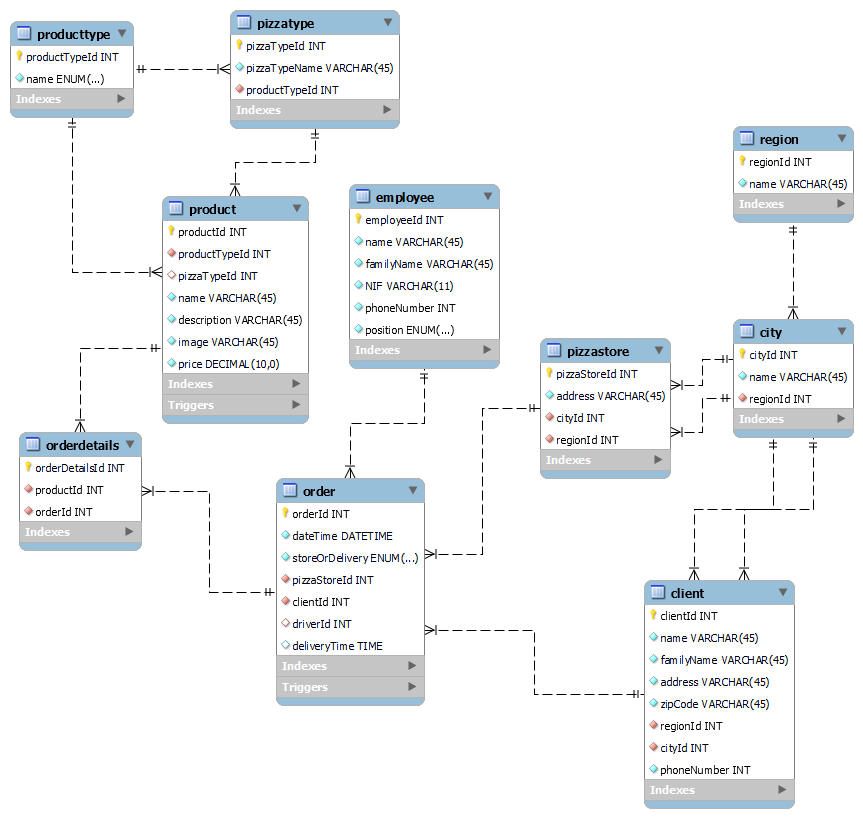 producttype
productTypeId INT
name ENUM(...)
Indexes
pizzatype
pizzaTypeId INT
pizzaTypeName VARCHAR(45)
productTypeId INT
Indexes
region
regionId INT
name VARCHAR(45)
Indexes
product
productId INT
productTypeId INT
pizzaTypeId INT
name VARCHAR(45)
description VARCHAR(45)
image VARCHAR(45)
price DECIMAL(10,0)
Indexes
Triggers
employee
employeeId INT
name VARCHAR(45)
familyName VARCHAR(45)
NIF VARCHAR(11)
phoneNumber INT
position ENUM(...)
Indexes
pizzastore
pizzaStoreId INT
address VARCHAR(45)
cityId INT
regionId INT
Indexes
city
cityId INT
name VARCHAR(45)
regionId INT
Indexes
orderdetails
orderDetailsId INT
productId INT
orderId INT
Indexes
order
orderId INT
dateTime DATETIME
storeOrDelivery ENUM(...)
pizzaStoreId INT
clientId INT
driverId INT
deliveryTime TIME
Indexes
Triggers
client
clientId INT
name VARCHAR(45)
familyName VARCHAR(45)
address VARCHAR(45)
zipCode VARCHAR(45)
regionId INT
cityId INT
phoneNumber INT
Indexes